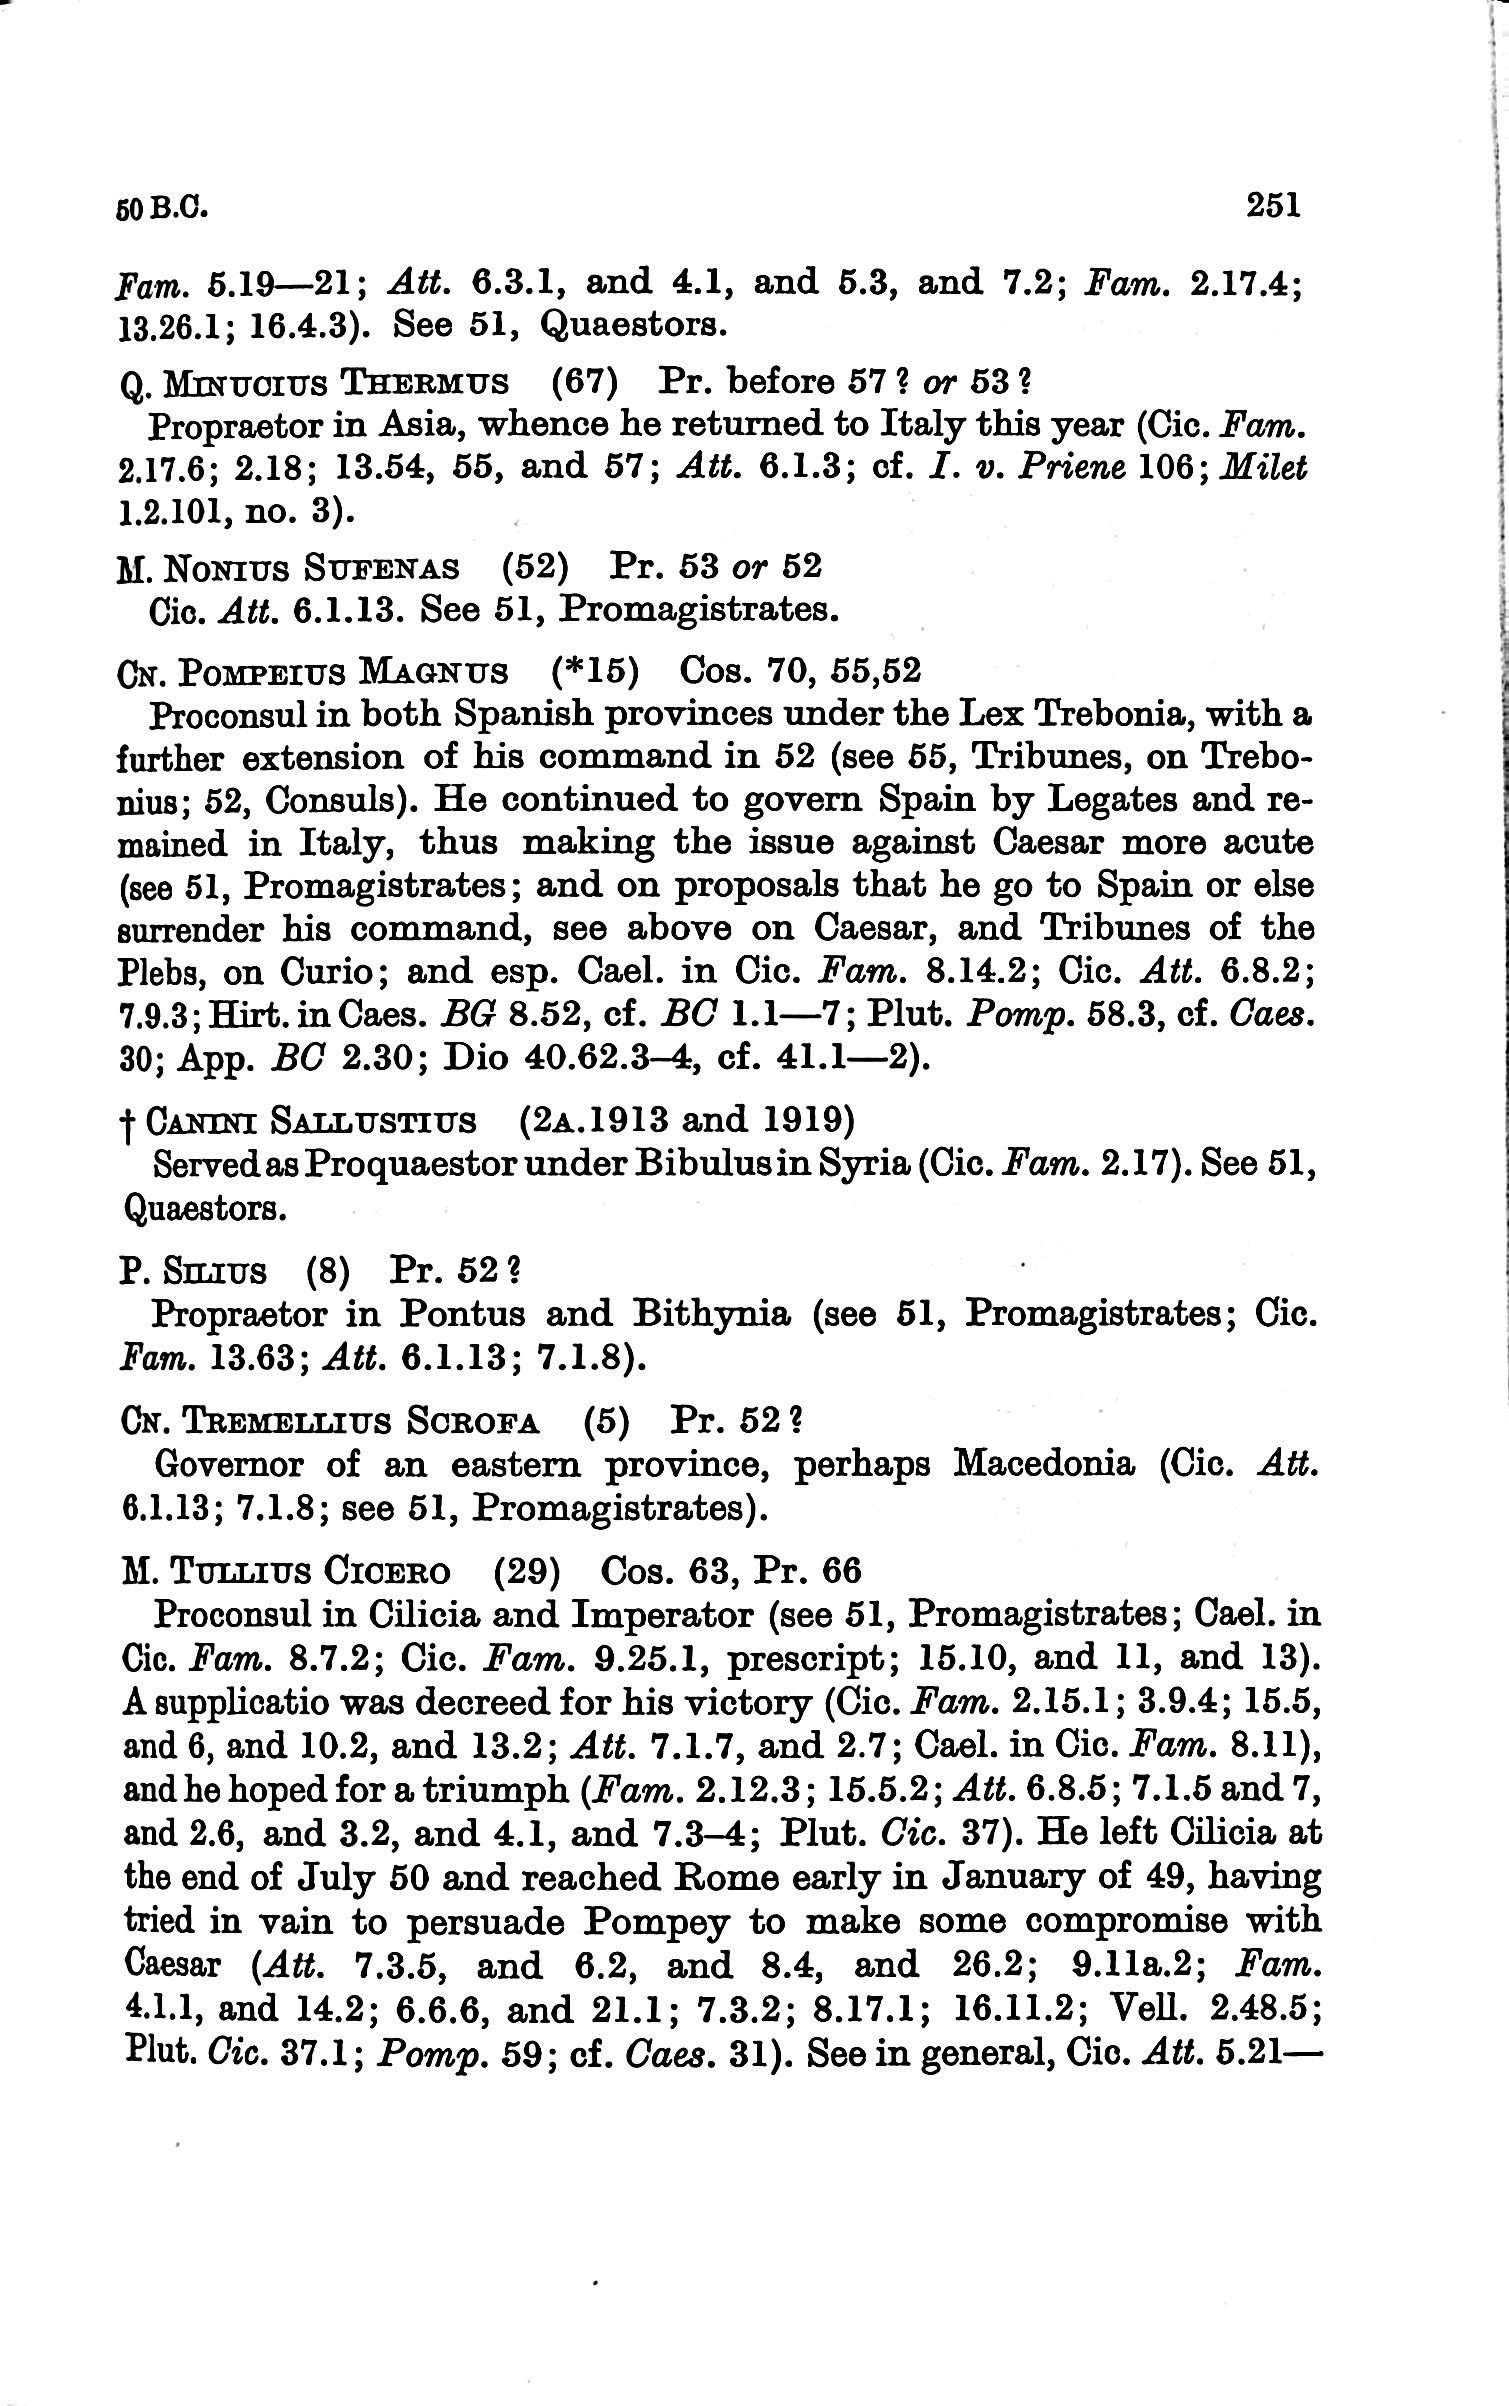 50 B.C. 251
Fam. 5.19—21; Att. 6.3.1, and 4.1, and 5.3, and 7.2; Fam. 2.17.4;
13.26.1; 16.4.3). See 51, Quaestors.
Q. MINUCIUS THERMUS (67) Pr. before 57? or 53?
Propraetor in Asia, whence he returned to Italy this year (Cic. Fam.
2.17.6; 2.18; 13.54, 55, and 57; Att. 6.1.3; cf. I. v. Priene 106; Milet
1.2.101, no. 3).
M. NONIUS SUFENAS (52) Pr. 53 or 52
Cic. Att. 6.1.13. See 51, Promagistrates.
CN. POMPEIUS MAGNUS (*15) Cos. 70, 55,52
Proconsul in both Spanish provinces under the Lex Trebonia, with a
further extension of his command in 52 (see 55, Tribunes, on Trebo-
nius; 52, Consuls). He continued to govern Spain by Legates and re-
mained in Italy, thus making the issue against Caesar more acute
(see 51, Promagistrates; and on proposals that he go to Spain or else
surrender his command, see above on Caesar, and Tribunes of the
Plebs, on Curio; and esp. Cael. in Cic. Fam. 8.14.2; Cic. Att. 6.8.2;
7.9.3; Hirt. in Caes. BG 8.52, cf. BC 1.1—7; Plut. Pomp. 58.3, cf. Caes.
30; App. BC 2.30; Dio 40.62.3–4, cf. 41.1—2).
† CANINI SALLUSTIUS (2A.1913 and 1919)
Served as Proquaestor under Bibulus in Syria (Cic. Fam. 2.17). See 51,
Quaestors.
P. SILIUS (8) Pr. 52?
Propraetor in Pontus and Bithynia (see 51, Promagistrates; Cic.
Fam. 13.63; Att. 6.1.13; 7.1.8).
CN. TREMELLIUS SCROFA (5) Pr. 52?
Governor of an eastern province, perhaps Macedonia (Cic. Att.
6.1.13; 7.1.8; see 51, Promagistrates).
M. TULLIUS CICERO (29) Cos. 63, Pr. 66
Proconsul in Cilicia and Imperator (see 51, Promagistrates; Cael. in
Cic. Fam. 8.7.2; Cic. Fam. 9.25.1, prescript; 15.10, and 11, and 13).
A supplicatio was decreed for his victory (Cic. Fam. 2.15.1; 3.9.4; 15.5,
and 6, and 10.2, and 13.2; Att. 7.1.7, and 2.7; Cael. in Cic. Fam. 8.11),
and he hoped for a triumph (Fam. 2.12.3; 15.5.2; Att. 6.8.5; 7.1.5 and 7,
and 2.6, and 3.2, and 4.1, and 7.3–4; Plut. Cic. 37). He left Cilicia at
the end of July 50 and reached Rome early in January of 49, having
tried in vain to persuade Pompey to make some compromise with
Caesar (Att. 7.3.5, and 6.2, and 8.4, and 26.2; 9.11a.2; Fam.
4.1.1, and 14.2; 6.6.6, and 21.1; 7.3.2; 8.17.1; 16.11.2; Vell. 2.48.5;
Plut. Cic. 37.1; Pomp. 59; cf. Caes. 31). See in general, Cic. Att. 5.21—